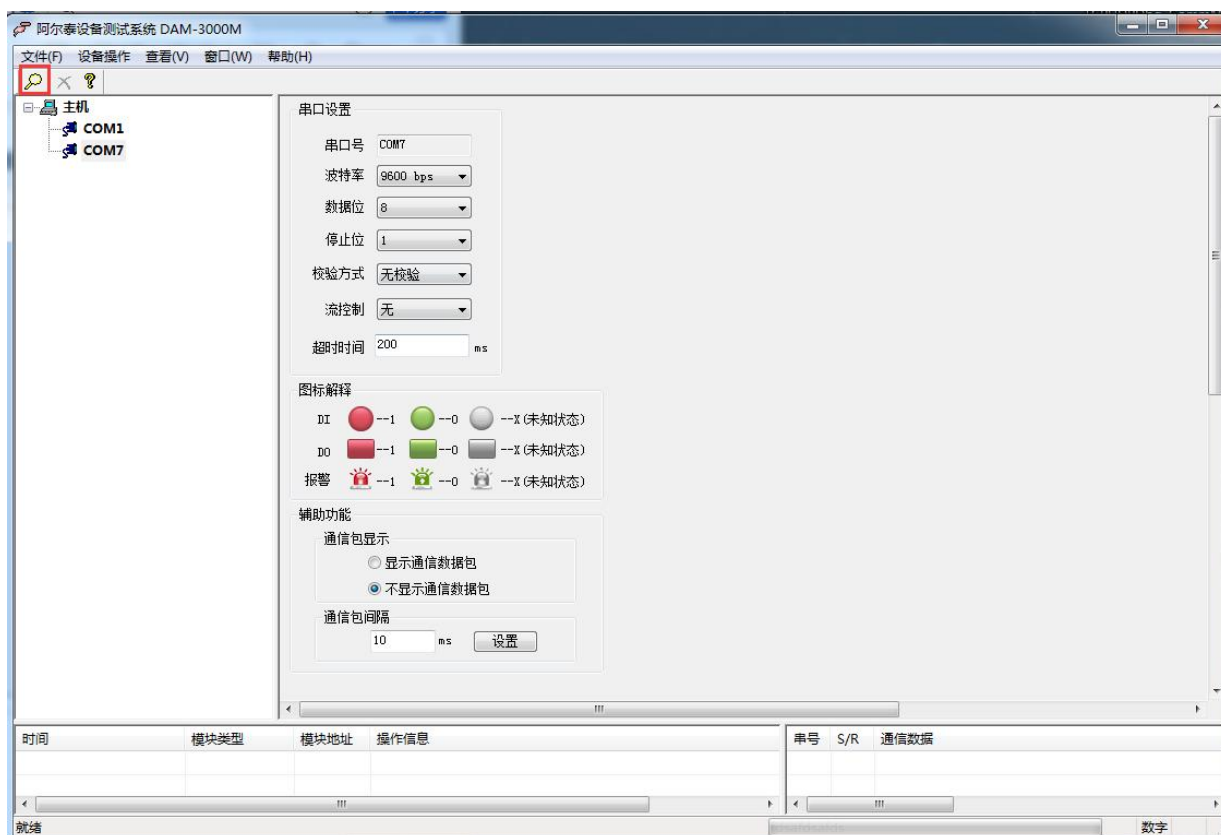 阿尔泰设备测试系统 DAM-3000M
文件(F) 设备操作 查看(V) 窗口(W) 帮助(H)
主机
COM1
COM7
串口设置
串口号 COM7
波特率 9600 bps
数据位 8
停止位 1
校验方式 无校验
流控制 无
超时时间 200 ms
图标解释
DI --1 --0 --X(未知状态)
DO --1 --0 --X(未知状态)
报警 --1 --0 --X(未知状态)
辅助功能
通信包显示
显示通信数据包
不显示通信数据包
通信包间隔
10 ms 设置
时间 模块类型 模块地址 操作信息
串号 S/R 通信数据
就绪 数字